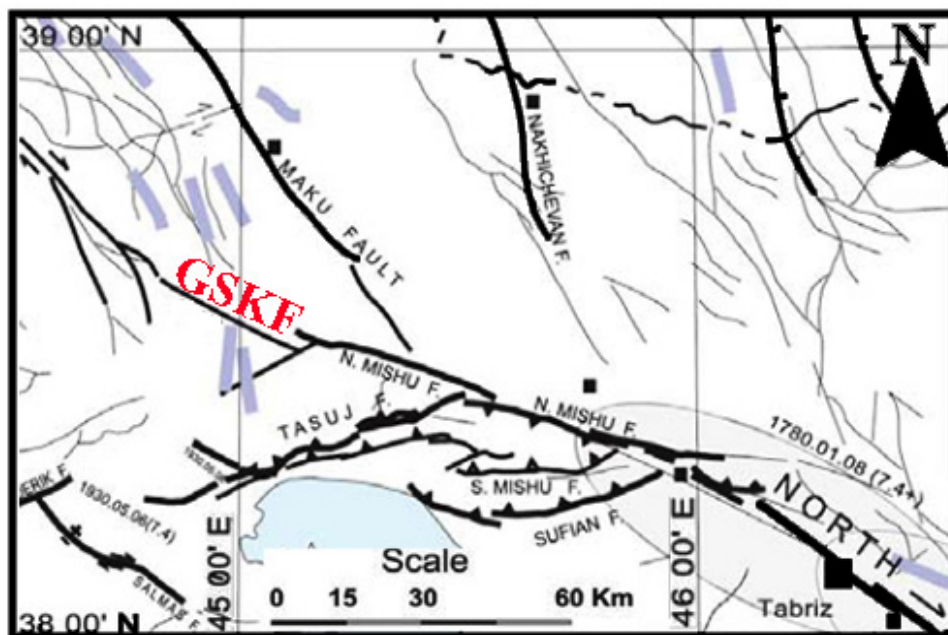 39 00' N
N
MAKU FAULT
NAKHICHEVAN F.
GSKF
N. MISHU F.
N. MISHU F.
TASUJ F.
1780.01.08 (7.4+)
S. MISHU F.
SUFIAN F.
NORTH
1930.05.06(7.4)
SALMAS F.
45 00' E
46 00' E
Scale
0 15 30 60 Km
Tabriz
38 00' N